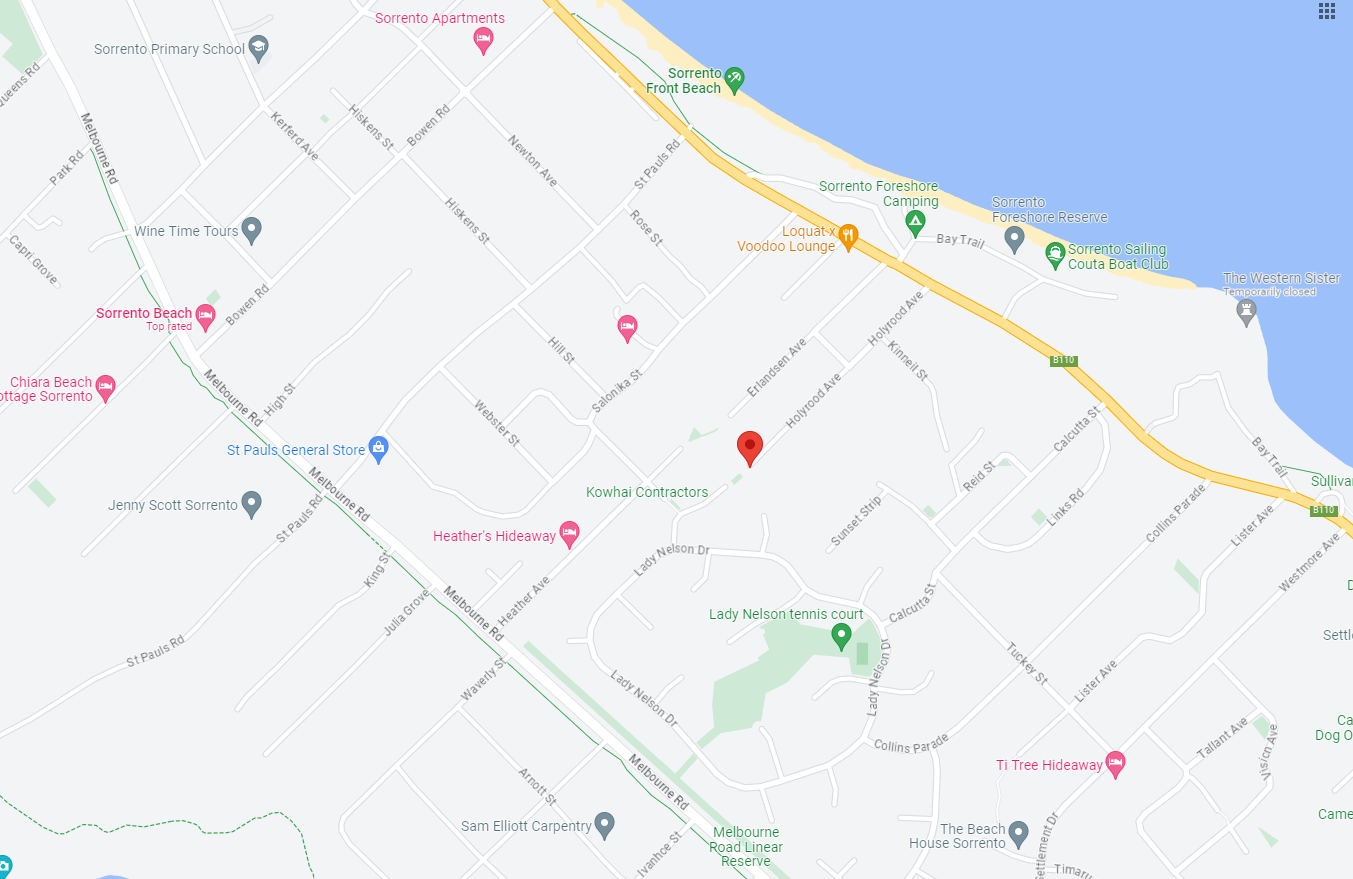 Sorrento Apartments
Sorrento Primary School
Sorrento
Front Beach
Queens Rd
Melbourne Rd
Hiskens St
Bowen Rd
Kerferd Ave
Newton Ave
St Pauls Rd
Park Rd
Sorrento Foreshore
Camping
Sorrento
Foreshore Reserve
Hiskens St
Rose St
Wine Time Tours
Loquat x
Voodoo Lounge
Bay Trail
Sorrento Sailing
Couta Boat Club
Capri Grove
The Western Sister
Temporarily closed
Bowen Rd
Sorrento Beach
Top rated
Holyrood Ave
Hill St
Erlandsen Ave
Kinneil St
B110
Chiara Beach
ottage Sorrento
Melbourne Rd
High St
Salonika St
Holyrood Ave
Webster St
Calcutta St
St Pauls General Store
Bay Trail
Reid St
Sullivan
Melbourne Rd
Kowhai Contractors
Jenny Scott Sorrento
St Pauls Rd
Sunset Strip
Links Rd
Collins Parade
Lister Ave
B110
Heather's Hideaway
Lady Nelson Dr
Westmore Ave
King St
Heather Ave
Julia Grove
Melbourne Rd
Calcutta St
Lady Nelson tennis court
Settle
St Pauls Rd
Waverly St
Lady Nelson Dr
Lady Nelson Dr
Tuckey St
Lister Ave
Collins Parade
Tallant Ave
Vision Ave
Ca
Dog O
Ti Tree Hideaway
Melbourne Rd
Arnott St
Came
Sam Elliott Carpentry
Ivanhoe St
Melbourne
Road Linear
Reserve
The Beach
House Sorrento
Settlement Dr
Timaru